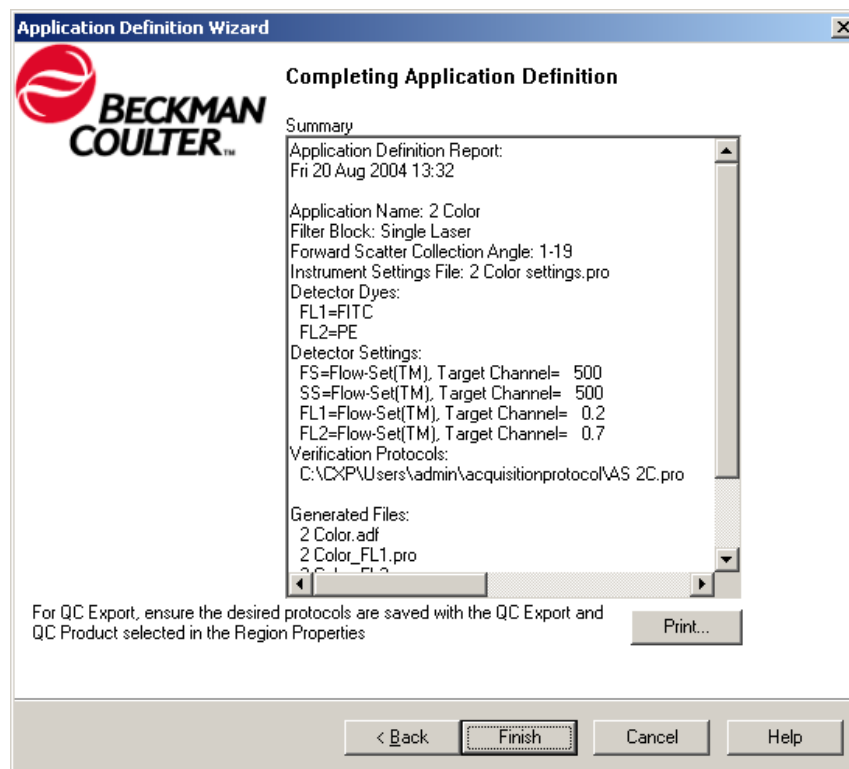 Application Definition Wizard
BECKMAN
COULTER™
Completing Application Definition
Summary
Application Definition Report:
Fri 20 Aug 2004 13:32
Application Name: 2 Color
Filter Block: Single Laser
Forward Scatter Collection Angle: 1-19
Instrument Settings File: 2 Color settings.pro
Detector Dyes:
FL1=FITC
FL2=PE
Detector Settings:
FS=Flow-Set(TM), Target Channel= 500
SS=Flow-Set(TM), Target Channel= 500
FL1=Flow-Set(TM), Target Channel= 0.2
FL2=Flow-Set(TM), Target Channel= 0.7
Verification Protocols:
C:\CXP\Users\admin\acquisitionprotocol\AS 2C.pro
Generated Files:
2 Color.adf
2 Color_FL1.pro
For QC Export, ensure the desired protocols are saved with the QC Export and
QC Product selected in the Region Properties
Print...
< Back
Finish
Cancel
Help